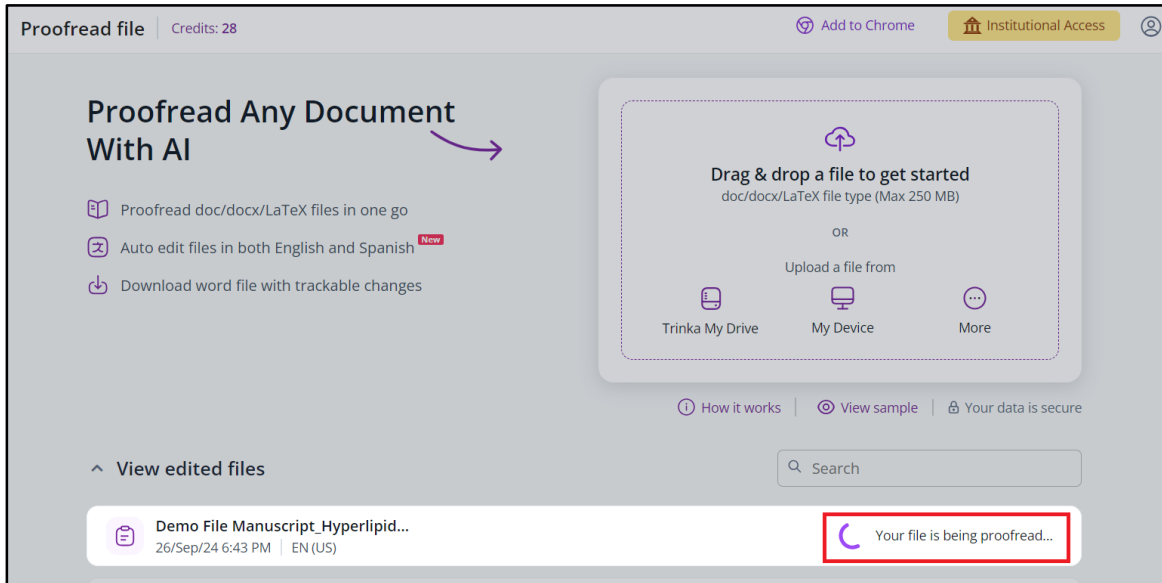 Proofread file
Credits: 28
Add to Chrome
Institutional Access
Proofread Any Document
With AI
Proofread doc/docx/LaTeX files in one go
Auto edit files in both English and Spanish New
Download word file with trackable changes
Drag & drop a file to get started
doc/docx/LaTeX file type (Max 250 MB)
OR
Upload a file from
Trinka My Drive
My Device
More
How it works
View sample
Your data is secure
View edited files
Search
Demo File Manuscript_Hyperlipid...
26/Sep/24 6:43 PM
EN (US)
Your file is being proofread...